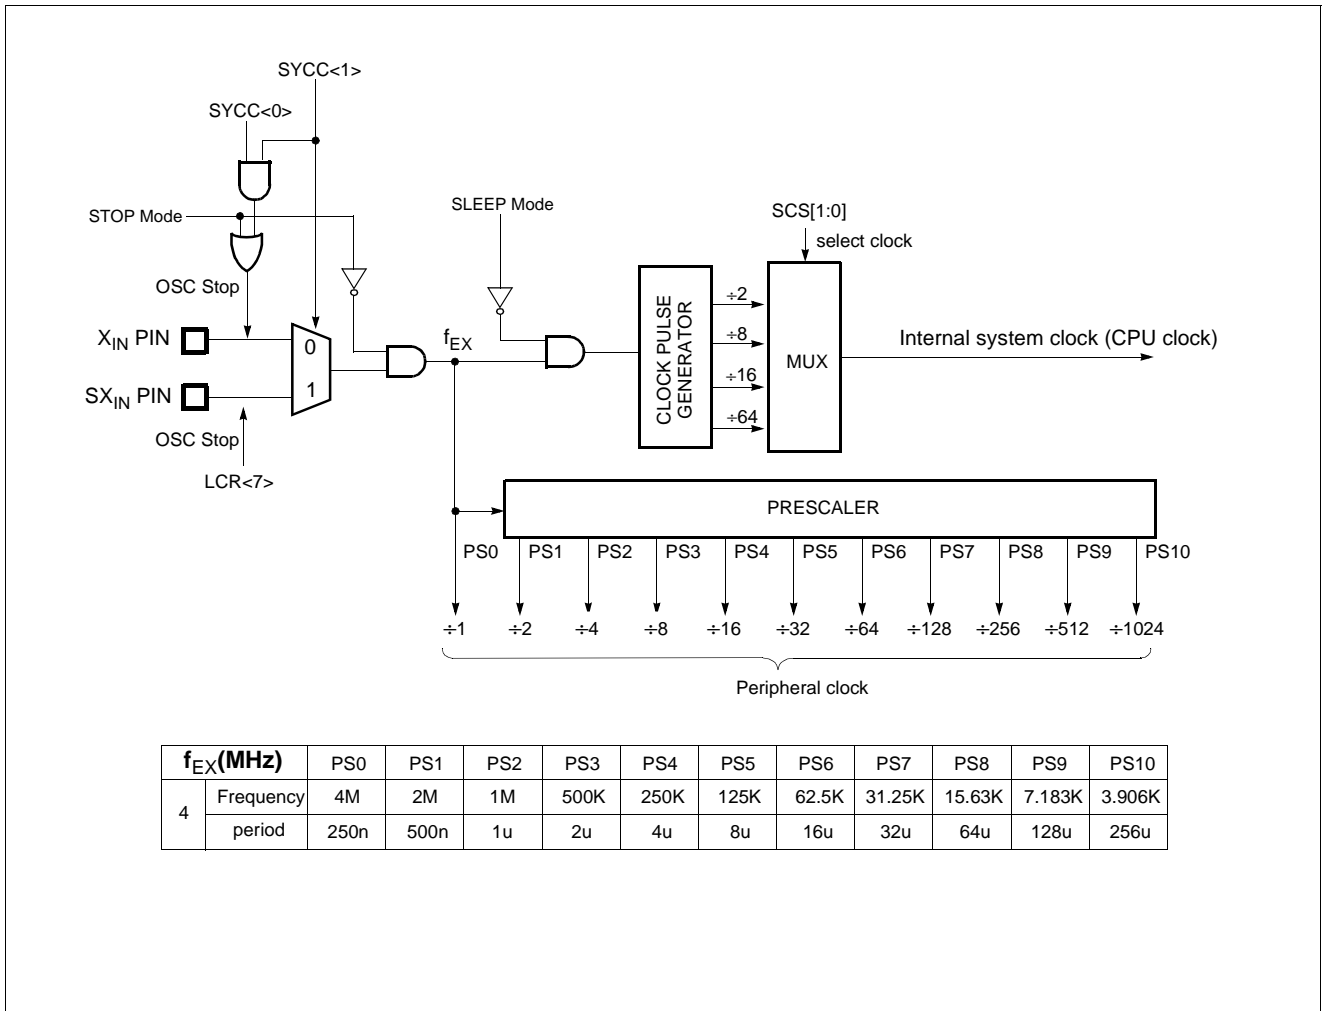 SYCC<1>
SYCC<0>
STOP Mode
SLEEP Mode
SCS[1:0]
select clock
OSC Stop
XIN PIN
0
fEX
CLOCK PULSE
GENERATOR
÷2
÷8
÷16
÷64
MUX
Internal system clock (CPU clock)
SXIN PIN
1
OSC Stop
LCR<7>
PRESCALER
PS0 PS1 PS2 PS3 PS4 PS5 PS6 PS7 PS8 PS9 PS10
÷1 ÷2 ÷4 ÷8 ÷16 ÷32 ÷64 ÷128 ÷256 ÷512 ÷1024
Peripheral clock
fEX(MHz) PS0 PS1 PS2 PS3 PS4 PS5 PS6 PS7 PS8 PS9 PS10
4 Frequency 4M 2M 1M 500K 250K 125K 62.5K 31.25K 15.63K 7.183K 3.906K
period 250n 500n 1u 2u 4u 8u 16u 32u 64u 128u 256u